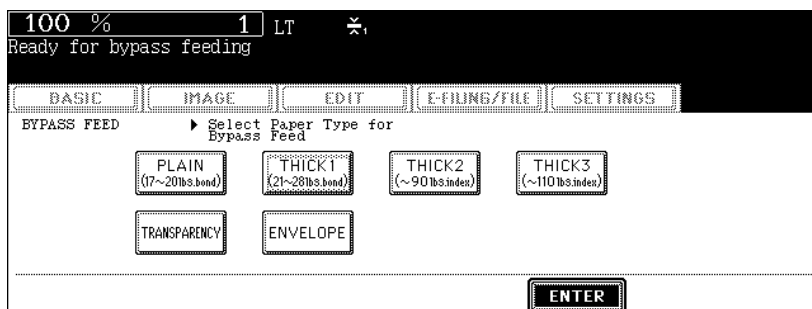 100 % 1 LT 1
Ready for bypass feeding
BASIC IMAGE EDIT E-FILING/FILE SETTINGS
BYPASS FEED ▶ Select Paper Type for
Bypass Feed
PLAIN THICK1 THICK2 THICK3
(17~20lbs.bond) (21~28lbs.bond) (~90lbs.index) (~110lbs.index)
TRANSPARENCY ENVELOPE
ENTER